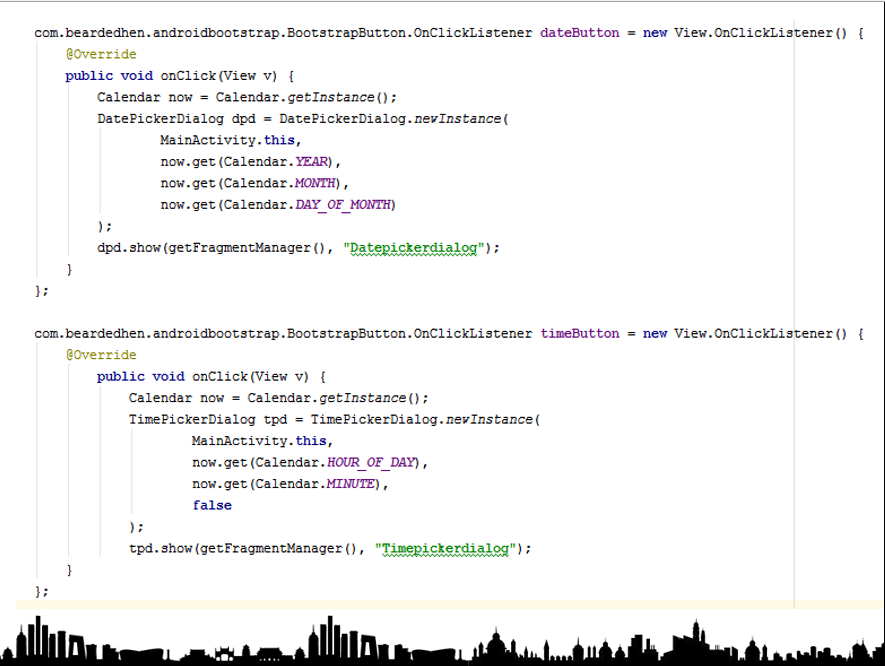 com.beardedhen.androidbootstrap.BootstrapButton.OnClickListener dateButton = new View.OnClickListener() {
@Override
public void onClick(View v) {
Calendar now = Calendar.getInstance();
DatePickerDialog dpd = DatePickerDialog.newInstance(
MainActivity.this,
now.get(Calendar.YEAR),
now.get(Calendar.MONTH),
now.get(Calendar.DAY_OF_MONTH)
);
dpd.show(getFragmentManager(), "Datepickerdialog");
}
};
com.beardedhen.androidbootstrap.BootstrapButton.OnClickListener timeButton = new View.OnClickListener() {
@Override
public void onClick(View v) {
Calendar now = Calendar.getInstance();
TimePickerDialog tpd = TimePickerDialog.newInstance(
MainActivity.this,
now.get(Calendar.HOUR_OF_DAY),
now.get(Calendar.MINUTE),
false
);
tpd.show(getFragmentManager(), "Timepickerdialog");
}
};